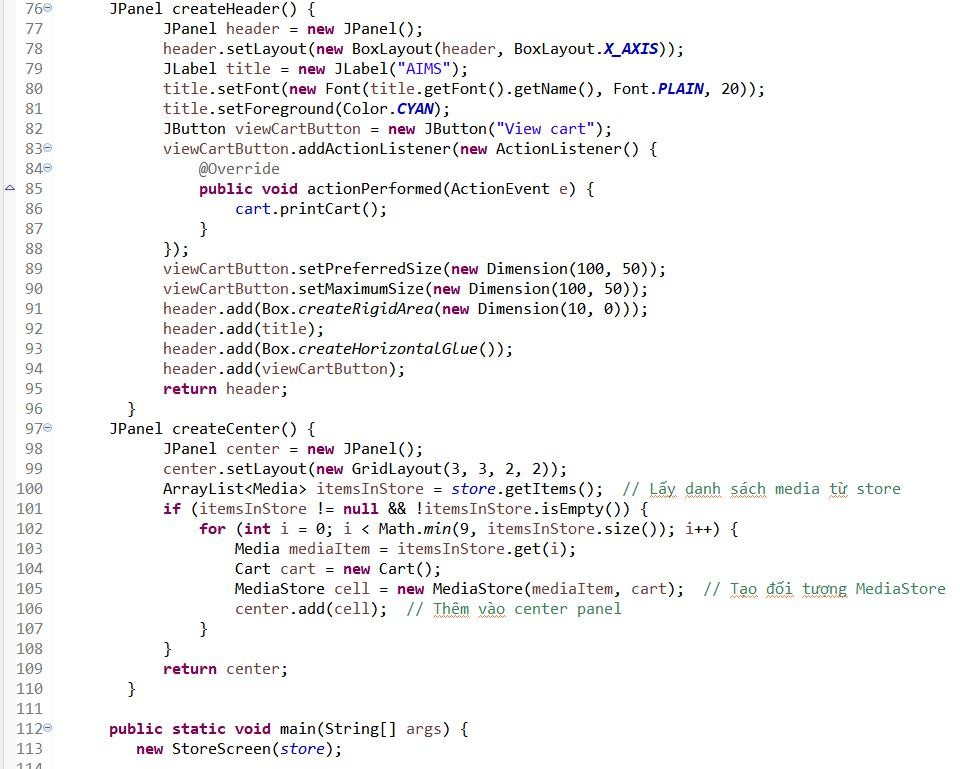 76 JPanel createHeader() {
77 JPanel header = new JPanel();
78 header.setLayout(new BoxLayout(header, BoxLayout.X_AXIS));
79 JLabel title = new JLabel("AIMS");
80 title.setFont(new Font(title.getFont().getName(), Font.PLAIN, 20));
81 title.setForeground(Color.CYAN);
82 JButton viewCartButton = new JButton("View cart");
83 viewCartButton.addActionListener(new ActionListener() {
84 @Override
85 public void actionPerformed(ActionEvent e) {
86 cart.printCart();
87 }
88 });
89 viewCartButton.setPreferredSize(new Dimension(100, 50));
90 viewCartButton.setMaximumSize(new Dimension(100, 50));
91 header.add(Box.createRigidArea(new Dimension(10, 0)));
92 header.add(title);
93 header.add(Box.createHorizontalGlue());
94 header.add(viewCartButton);
95 return header;
96 }
97 JPanel createCenter() {
98 JPanel center = new JPanel();
99 center.setLayout(new GridLayout(3, 3, 2, 2));
100 ArrayList<Media> itemsInStore = store.getItems(); // Lấy danh sách media từ store
101 if (itemsInStore != null && !itemsInStore.isEmpty()) {
102 for (int i = 0; i < Math.min(9, itemsInStore.size()); i++) {
103 Media mediaItem = itemsInStore.get(i);
104 Cart cart = new Cart();
105 MediaStore cell = new MediaStore(mediaItem, cart); // Tạo đối tượng MediaStore
106 center.add(cell); // Thêm vào center panel
107 }
108 }
109 return center;
110 }
111
112 public static void main(String[] args) {
113 new StoreScreen(store);
114